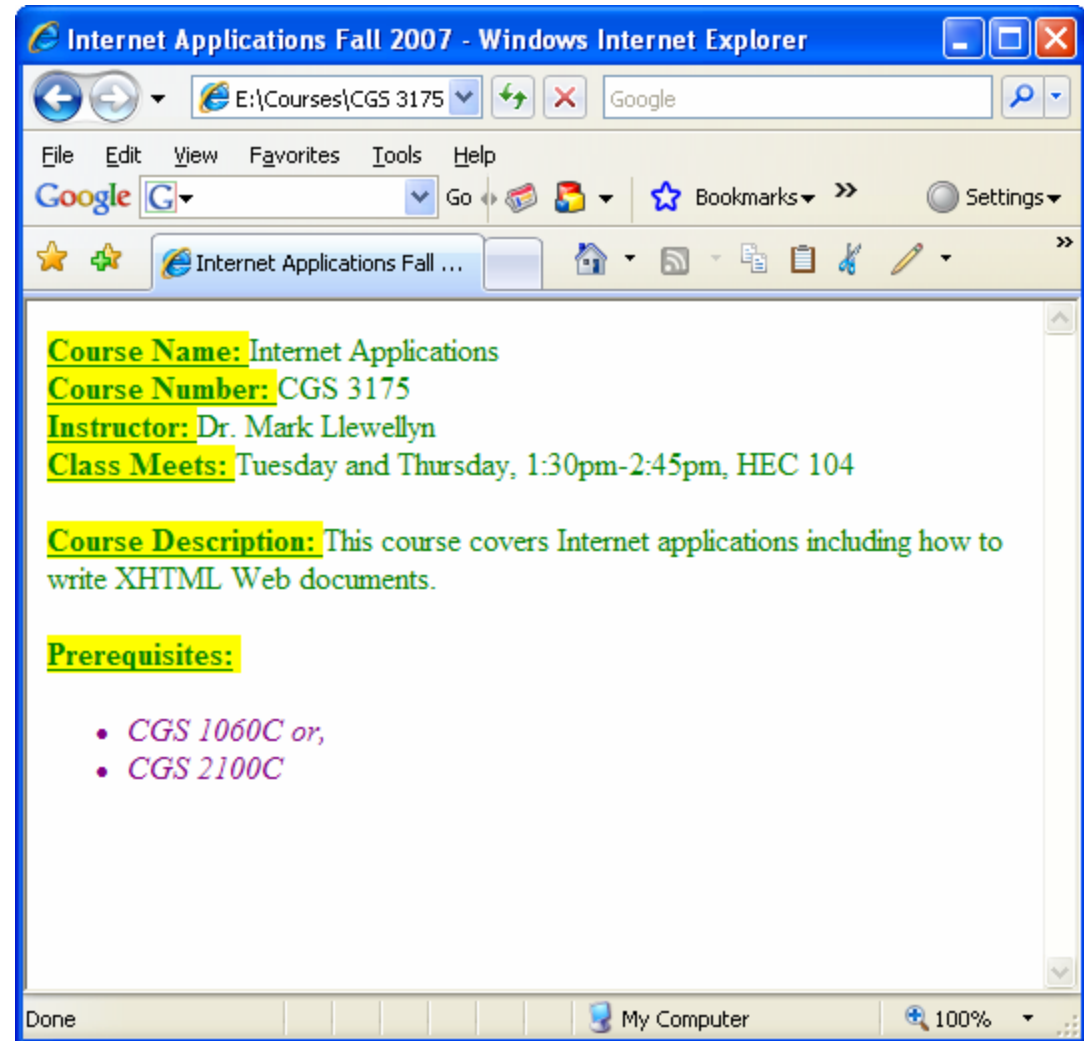 Internet Applications Fall 2007 - Windows Internet Explorer
E:\Courses\CGS 3175 Google
File Edit View Favorites Tools Help
Google G Go Bookmarks Settings
Internet Applications Fall ...
Course Name: Internet Applications
Course Number: CGS 3175
Instructor: Dr. Mark Llewellyn
Class Meets: Tuesday and Thursday, 1:30pm-2:45pm, HEC 104
Course Description: This course covers Internet applications including how to
write XHTML Web documents.
Prerequisites:
• CGS 1060C or,
• CGS 2100C
Done My Computer 100%